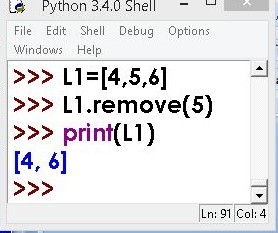 Python 3.4.0 Shell
File Edit Shell Debug Options
Windows Help
>>> L1=[4,5,6]
>>> L1.remove(5)
>>> print(L1)
[4, 6]
>>>
Ln: 91 Col: 4